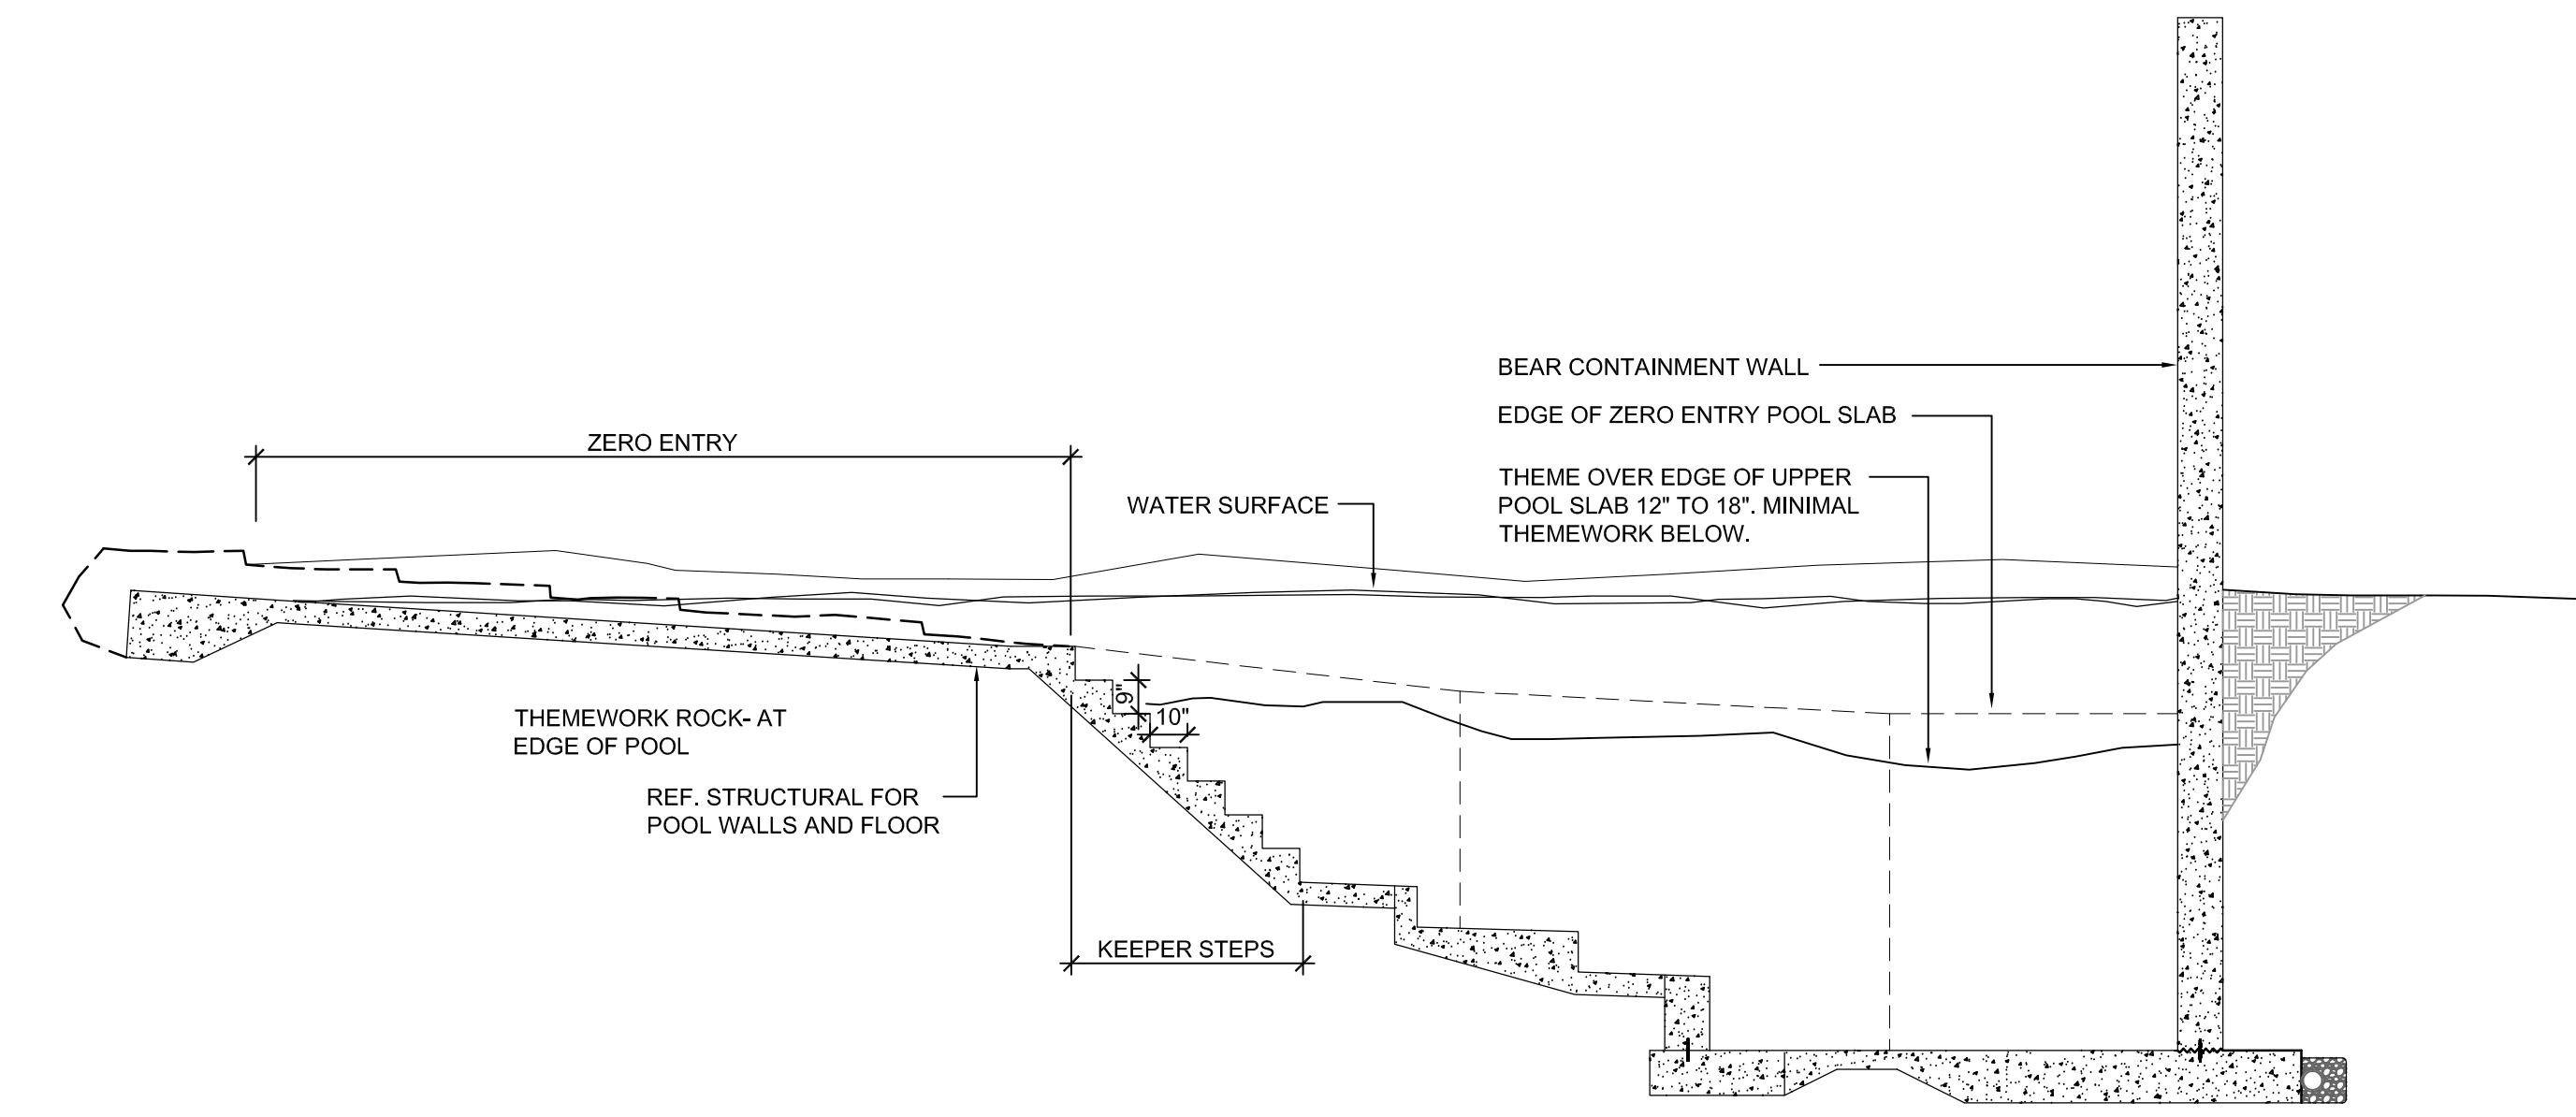 BEAR CONTAINMENT WALL
EDGE OF ZERO ENTRY POOL SLAB
ZERO ENTRY
THEME OVER EDGE OF UPPER
POOL SLAB 12" TO 18". MINIMAL
THEMEWORK BELOW.
WATER SURFACE
9"
10"
THEMEWORK ROCK- AT
EDGE OF POOL
REF. STRUCTURAL FOR
POOL WALLS AND FLOOR
KEEPER STEPS